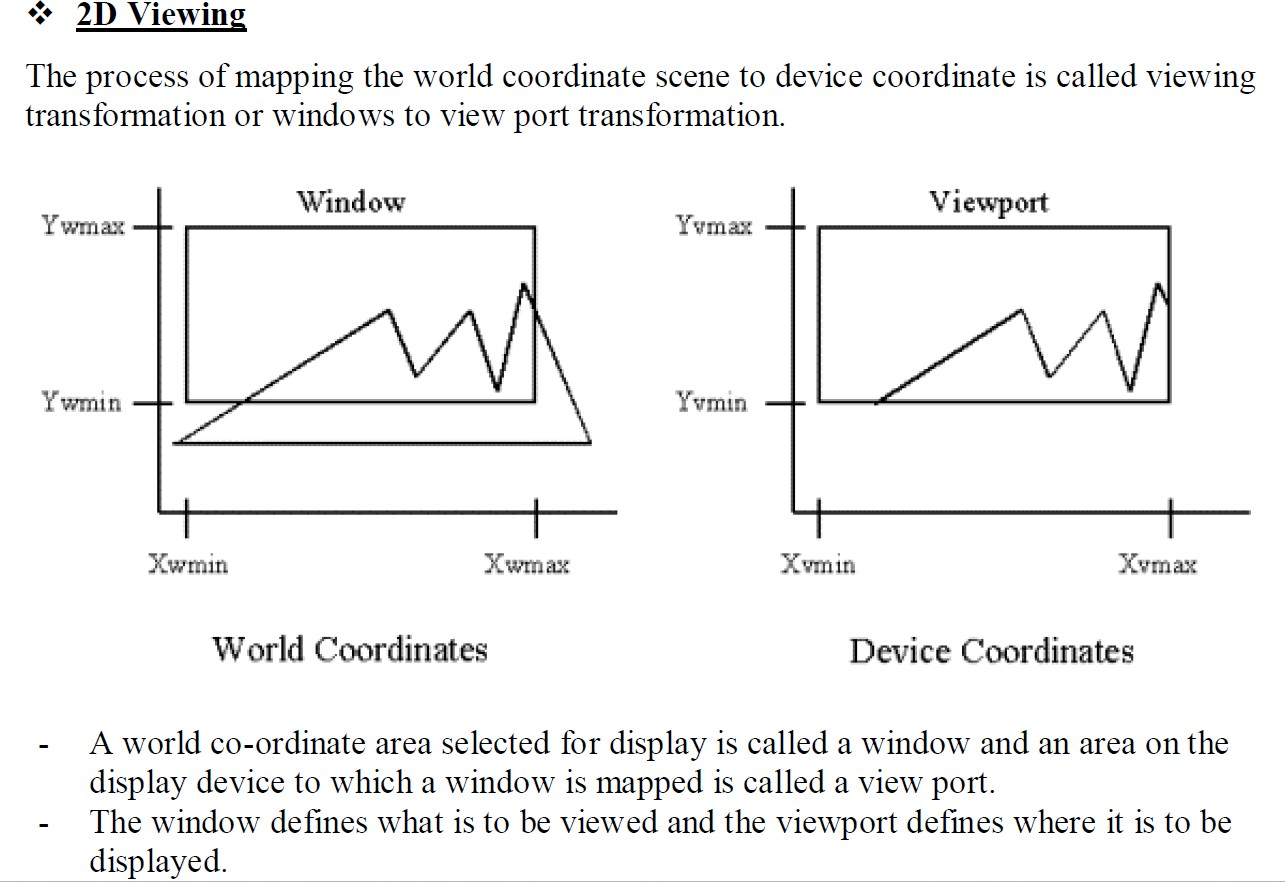 ❖ 2D Viewing
The process of mapping the world coordinate scene to device coordinate is called viewing
transformation or windows to view port transformation.
Window
Viewport
Ywmax
Yvmax
Ywmin
Yvmin
Xwmin
Xwmax
Xvmin
Xvmax
World Coordinates
Device Coordinates
- A world co-ordinate area selected for display is called a window and an area on the
display device to which a window is mapped is called a view port.
- The window defines what is to be viewed and the viewport defines where it is to be
displayed.